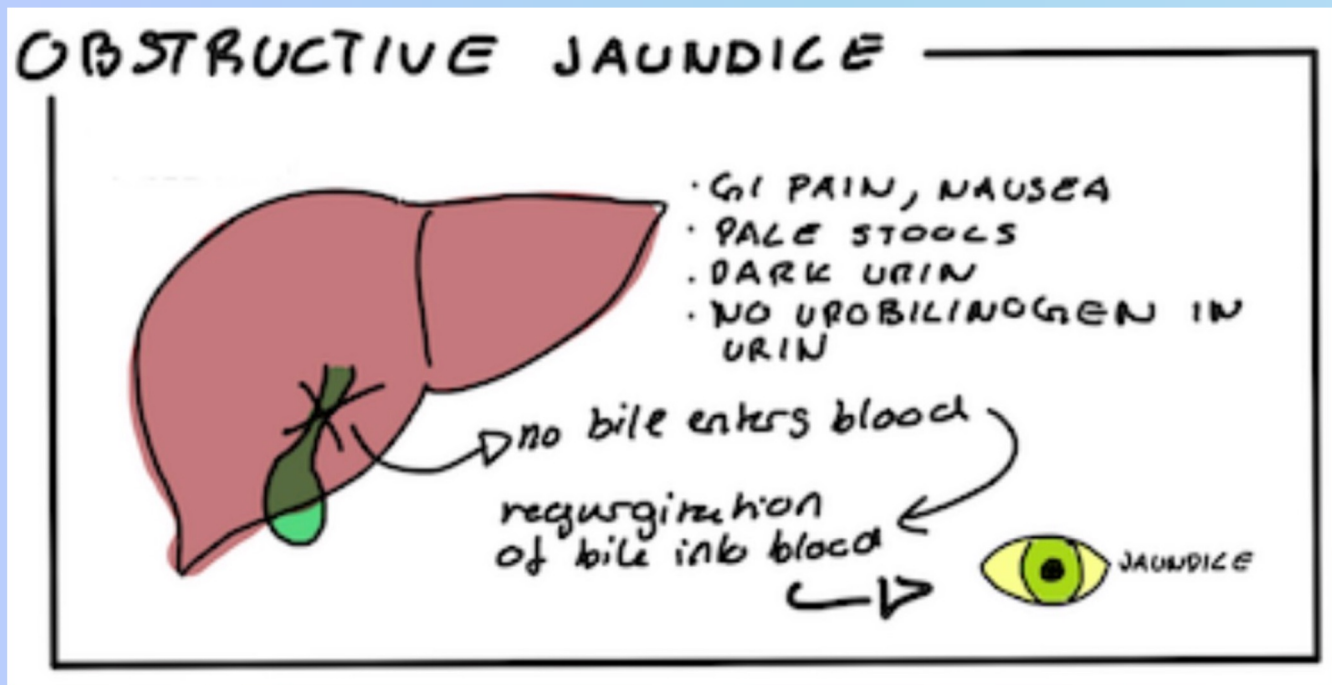 OBSTRUCTIVE JAUNDICE
· GI PAIN, NAUSEA
· PALE STOOLS
· DARK URIN
· NO UROBILINOGEN IN
URIN
no bile enters blood
regurgitation
of bile into blood
JAUNDICE